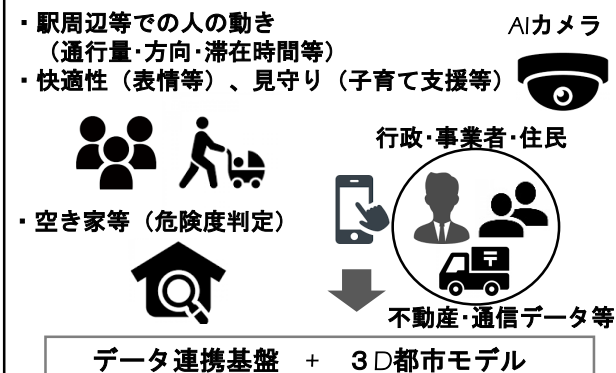 ・駅周辺等での人の動き
（通行量･方向･滞在時間等）
・快適性（表情等）、見守り（子育て支援等）
AIカメラ
行政･事業者･住民
・空き家等（危険度判定）
〒
不動産･通信データ等
データ連携基盤 + ３D都市モデル